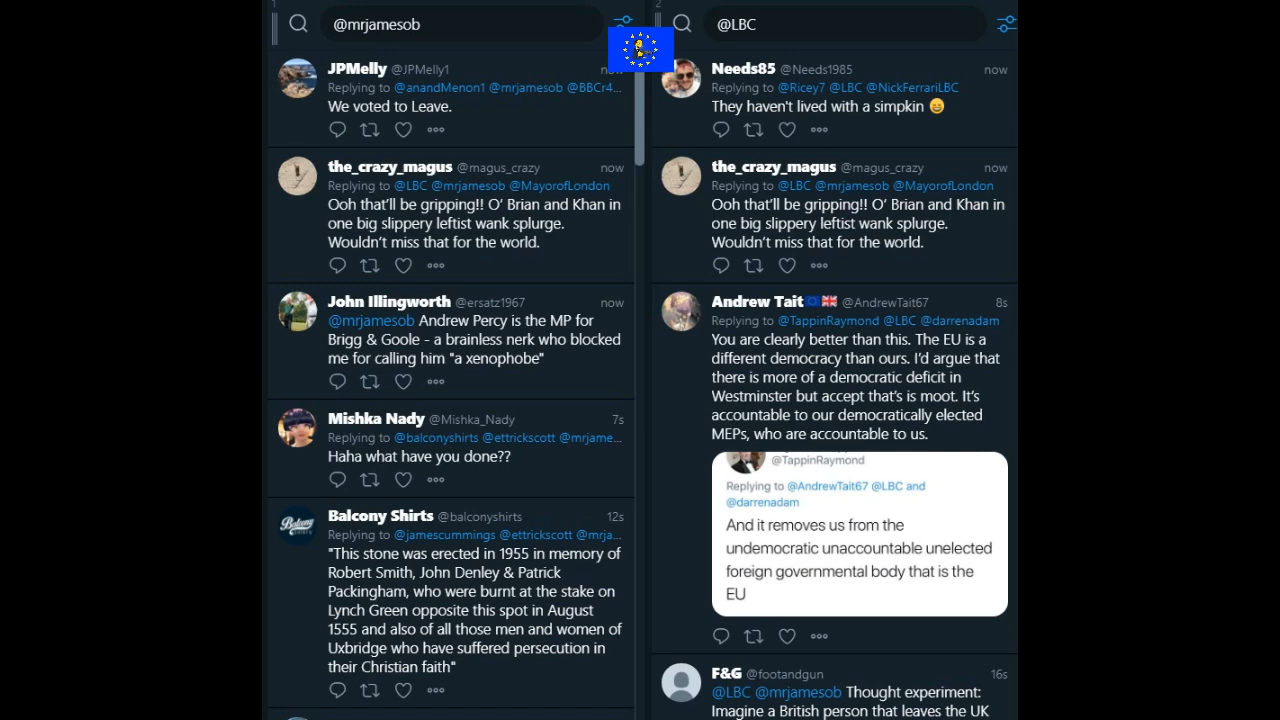 1
@mrjamesob
JPMelly @JPMelly1 now
Replying to @anandMenon1 @mrjamesob @BBCr4...
We voted to Leave.
the_crazy_magus @magus_crazy now
Replying to @LBC @mrjamesob @MayorofLondon
Ooh that'll be gripping!! O' Brian and Khan in
one big slippery leftist wank splurge.
Wouldn't miss that for the world.
John Illingworth @ersatz1967 now
@mrjamesob Andrew Percy is the MP for
Brigg & Goole - a brainless nerk who blocked
me for calling him "a xenophobe"
Mishka Nady @Mishka_Nady 7s
Replying to @balconyshirts @ettrickscott @mrjame...
Haha what have you done??
Balcony Shirts @balconyshirts 12s
Replying to @jamescummings @ettrickscott @mrja...
"This stone was erected in 1955 in memory of
Robert Smith, John Denley & Patrick
Packingham, who were burnt at the stake on
Lynch Green opposite this spot in August
1555 and also of all those men and women of
Uxbridge who have suffered persecution in
their Christian faith"
2
@LBC
Needs85 @Needs1985 now
Replying to @Ricey7 @LBC @NickFerrariLBC
They haven't lived with a simpkin 😄
the_crazy_magus @magus_crazy now
Replying to @LBC @mrjamesob @MayorofLondon
Ooh that'll be gripping!! O' Brian and Khan in
one big slippery leftist wank splurge.
Wouldn't miss that for the world.
Andrew Tait🇪🇺🇬🇧 @AndrewTait67 8s
Replying to @TappinRaymond @LBC @darrenadam
You are clearly better than this. The EU is a
different democracy than ours. I'd argue that
there is more of a democratic deficit in
Westminster but accept that's is moot. It's
accountable to our democratically elected
MEPs, who are accountable to us.
@TappinRaymond
Replying to @AndrewTait67 @LBC and
@darrenadam
And it removes us from the
undemocratic unaccountable unelected
foreign governmental body that is the
EU
F&G @footandgun 16s
@LBC @mrjamesob Thought experiment:
Imagine a British person that leaves the UK